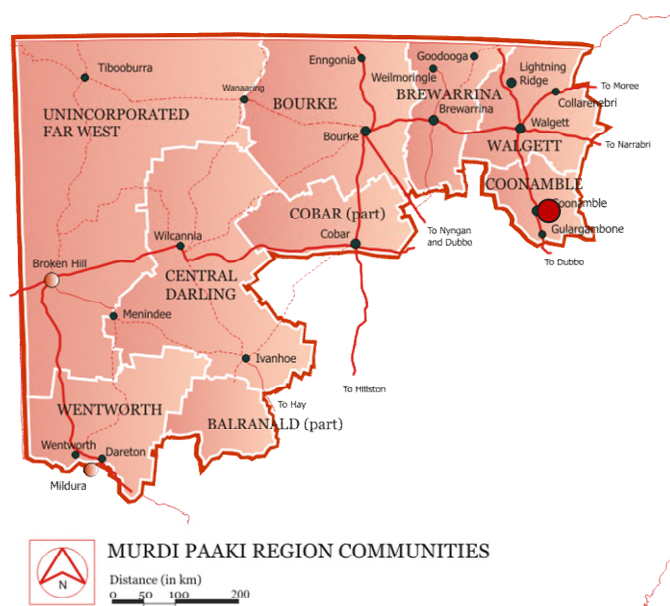 Tibooburra
Enngonia
Goodooga
Weilmoringle
Lightning
Ridge
To Moree
Wanaaring
BOURKE
BREWARRINA
Collarenebri
UNINCORPORATED
FAR WEST
Brewarrina
Walgett
Bourke
WALGETT
To Narrabri
COONAMBLE
Coonamble
COBAR (part)
To Nyngan
and Dubbo
Gulargambone
Wilcannia
Cobar
To Dubbo
Broken Hill
CENTRAL
DARLING
Menindee
Ivanhoe
To Hillston
To Hay
WENTWORTH
BALRANALD (part)
Wentworth
Dareton
Mildura
MURDI PAAKI REGION COMMUNITIES
Distance (in km)
N
0 50 100 200